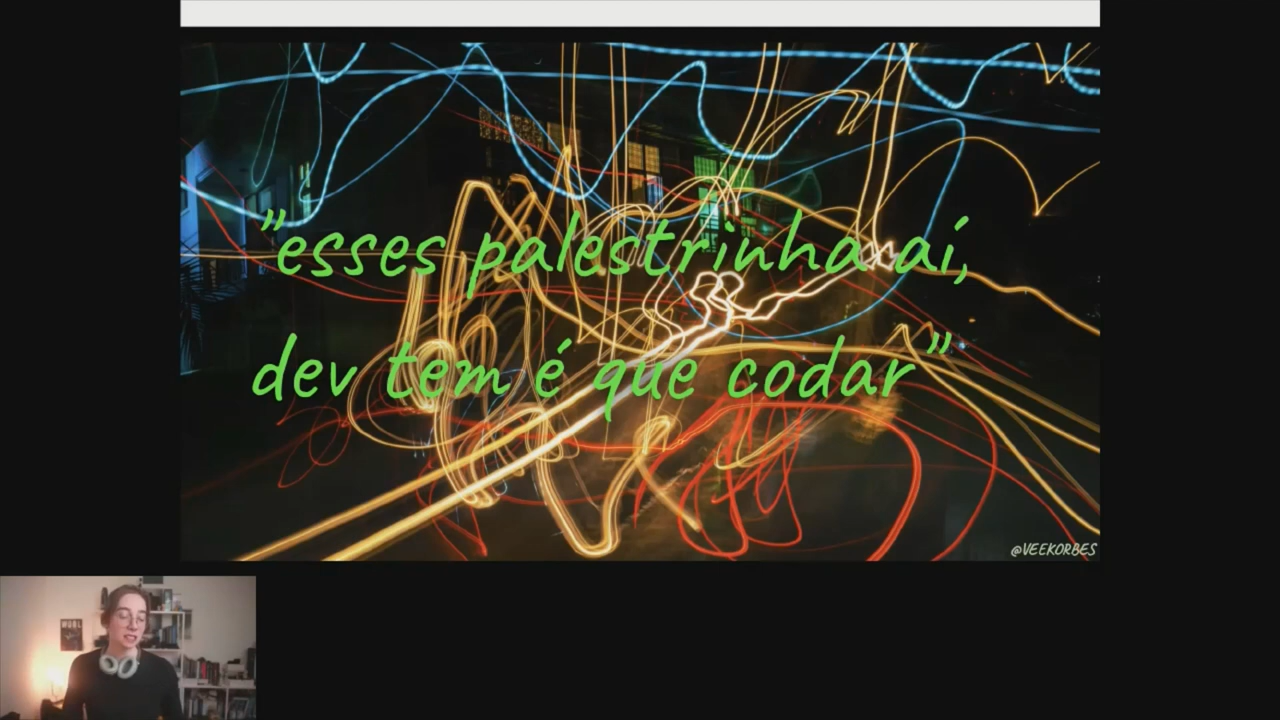 "esses palestrinha aí,
dev tem é que codar"
@VEEKORBES